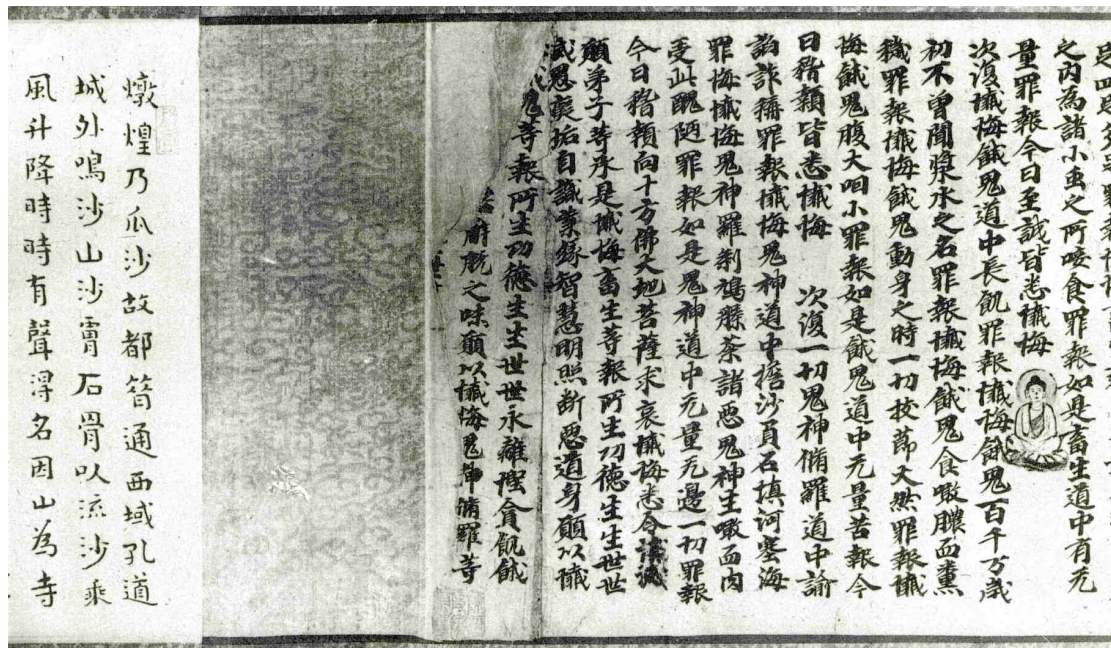 之內為諸小虫之所唼食罪報如是畜生道中有无
量罪報今日至誠皆悉懺悔
次復懺悔餓鬼道中長飢罪報懺悔餓鬼百千万歲
初不曾聞漿水之名罪報懺悔餓鬼食噉膿血糞
穢罪報懺悔餓鬼動身之時一切支節火然罪報懺
悔餓鬼腹大咽小罪報如是餓鬼道中无量苦報今
日稽顙皆悉懺悔 次復一切鬼神脩羅道中諭
諂詐稱罪報懺悔鬼神道中擔沙負石填河塞海
罪悔懺悔鬼神羅剎鳩槃荼諸惡鬼神生噉血肉
受此醜陋罪報如是鬼神道中无量无邊一切罪報
今日稽顙向十方佛大地菩薩求哀懺悔悉令滅
願弟子等承是懺悔畜生等報所生功德生生世世
滅愚癡垢自識業緣智慧明照断惡道身願以懺
鬼等報所生功德生生世世永離慳貪飢餓
解脫之味願以懺悔鬼神脩羅等
燉煌乃瓜沙故都昔通西域孔道
城外鳴沙山沙膚石骨以流沙乘
風升降時時有聲得名因山為寺